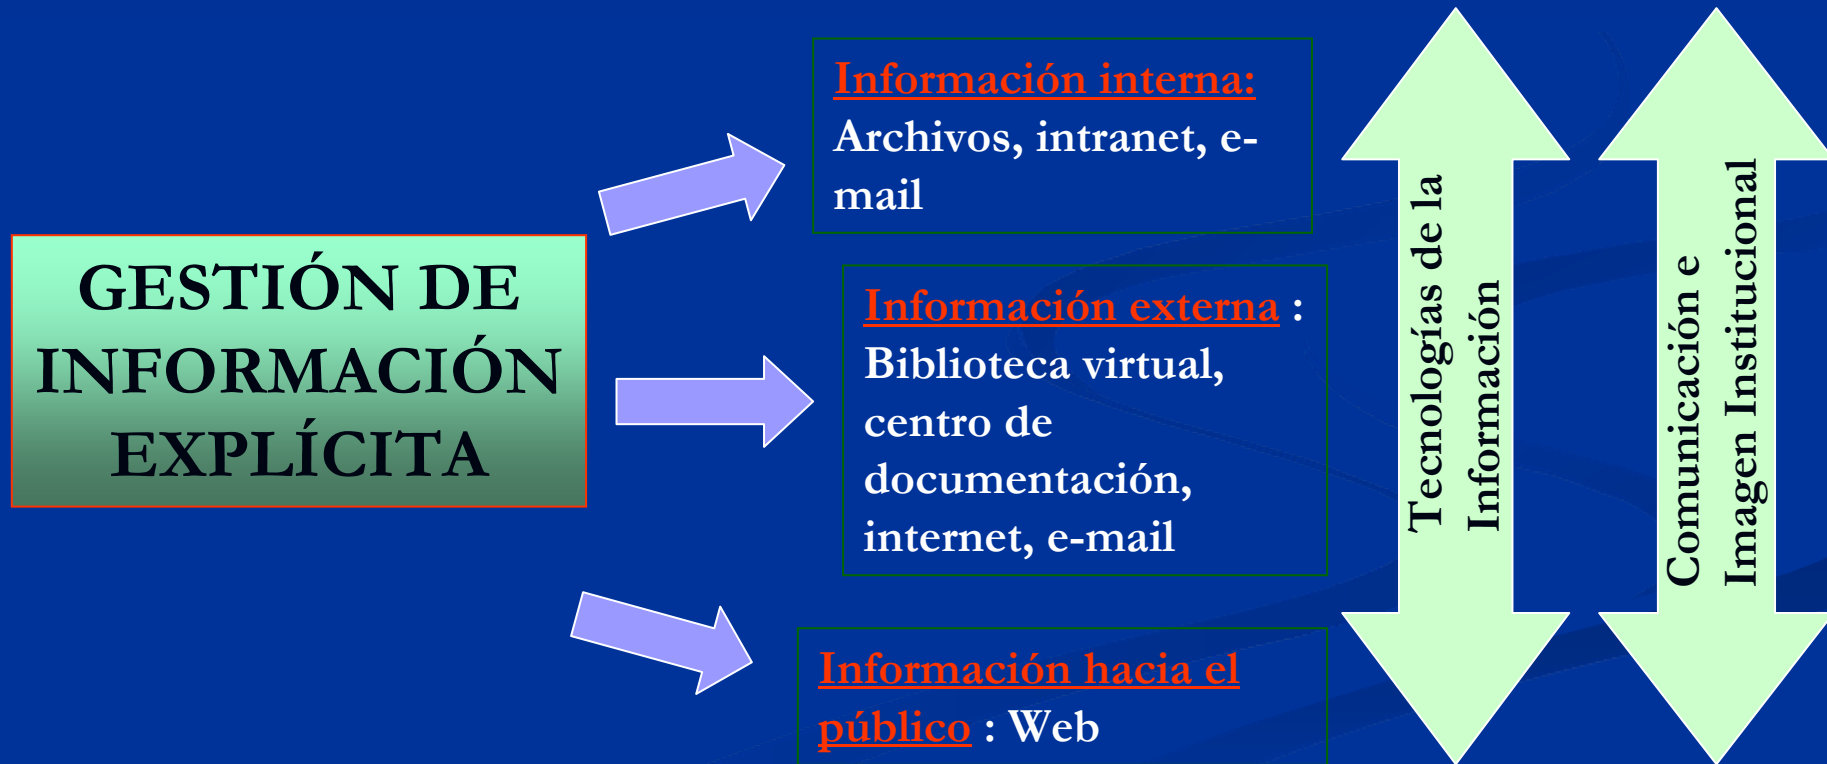 GESTIÓN DE
INFORMACIÓN
EXPLÍCITA
Información interna:
Archivos, intranet, e-
mail
Información externa :
Biblioteca virtual,
centro de
documentación,
internet, e-mail
Información hacia el
público : Web
Tecnologías de la
Información
Comunicación e
Imagen Institucional